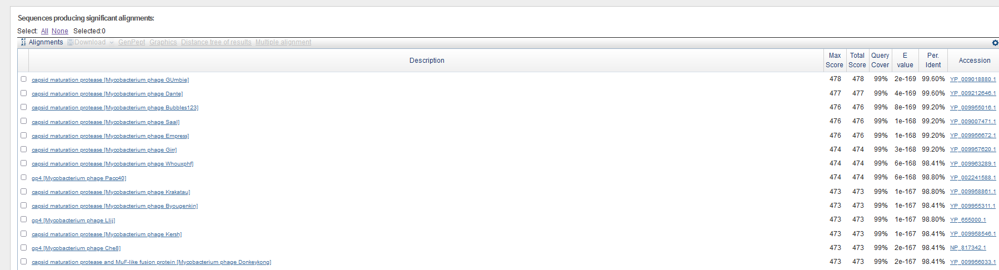 Sequences producing significant alignments:
Select: All None Selected:0
Alignments Download GenPept Graphics Distance tree of results Multiple alignment
Description Max Score Total Score Query Cover E value Per. Ident Accession
capsid maturation protease [Mycobacterium phage GUmbie] 478 478 99% 2e-169 99.60% YP_009018880.1
capsid maturation protease [Mycobacterium phage Dante] 477 477 99% 4e-169 99.60% YP_009212646.1
capsid maturation protease [Mycobacterium phage Bubbles123] 476 476 99% 8e-169 99.20% YP_009955016.1
capsid maturation protease [Mycobacterium phage Saal] 476 476 99% 1e-168 99.20% YP_009007471.1
capsid maturation protease [Mycobacterium phage Empress] 476 476 99% 1e-168 99.20% YP_009956672.1
capsid maturation protease [Mycobacterium phage Girr] 474 474 99% 3e-168 99.20% YP_009957620.1
capsid maturation protease [Mycobacterium phage Whouxphf] 474 474 99% 6e-168 98.41% YP_009963289.1
gp4 [Mycobacterium phage Paco40] 474 474 99% 6e-168 98.80% YP_002241588.1
capsid maturation protease [Mycobacterium phage Krakatau] 473 473 99% 1e-167 98.80% YP_009958861.1
capsid maturation protease [Mycobacterium phage Byougenkin] 473 473 99% 1e-167 98.41% YP_009955311.1
gp4 [Mycobacterium phage Llij] 473 473 99% 1e-167 98.80% YP_655000.1
capsid maturation protease [Mycobacterium phage Kersh] 473 473 99% 1e-167 98.41% YP_009958546.1
gp4 [Mycobacterium phage Che8] 473 473 99% 2e-167 98.41% NP_817342.1
capsid maturation protease and MuF-like fusion protein [Mycobacterium phage Donkeykong] 473 473 99% 2e-167 98.41% YP_009956033.1